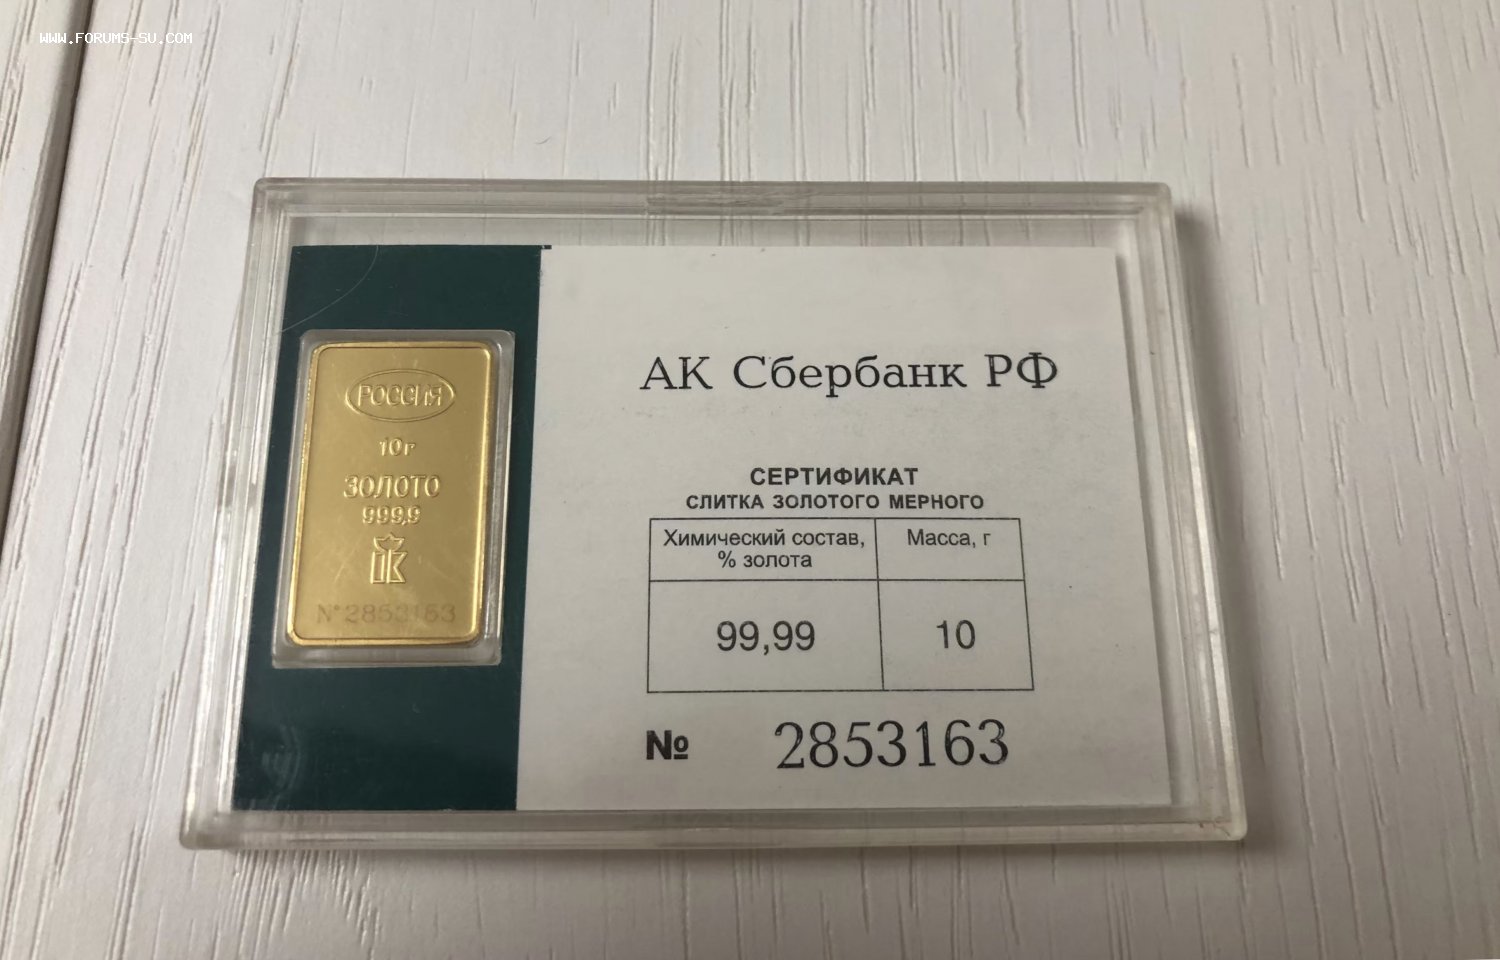 WWW.FORUMS-SU.COM
РОССИЯ
10г
ЗОЛОТО
999,9
N°2853163
АК Сбербанк РФ
СЕРТИФИКАТ
СЛИТКА ЗОЛОТОГО МЕРНОГО
Химический состав,
% золота
Масса, г
99,99
10
№ 2853163